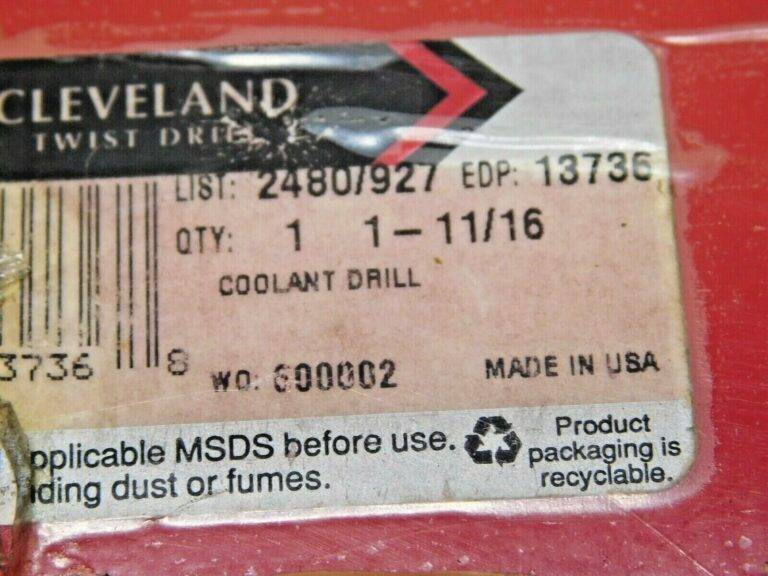 CLEVELAND
TWIST DRILL
LIST: 2480/927 EDP: 13736
QTY: 1 1-11/16
COOLANT DRILL
3736 8
WO: 600002 MADE IN USA
pplicable MSDS before use.
ding dust or fumes.
Product
packaging is
recyclable.